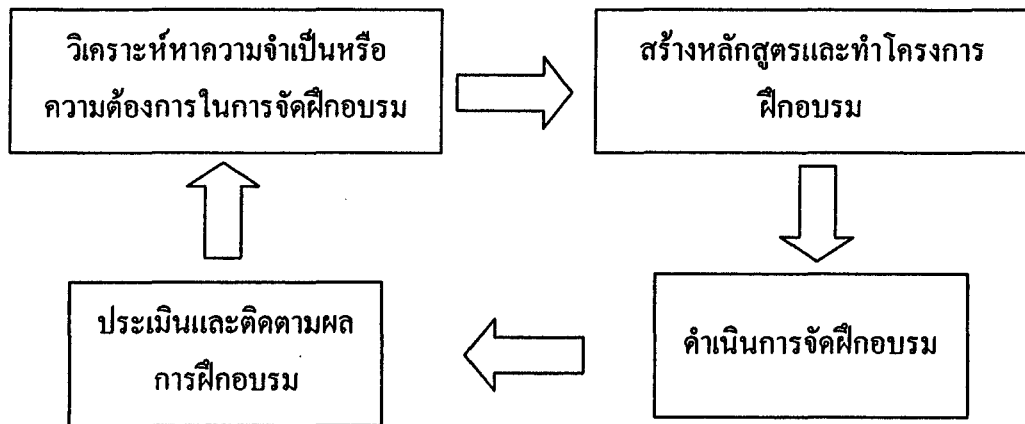 วิเคราะห์หาความจำเป็นหรือ
ความต้องการในการจัดฝึกอบรม
สร้างหลักสูตรและทำโครงการ
ฝึกอบรม
ดำเนินการจัดฝึกอบรม
ประเมินและติดตามผล
การฝึกอบรม